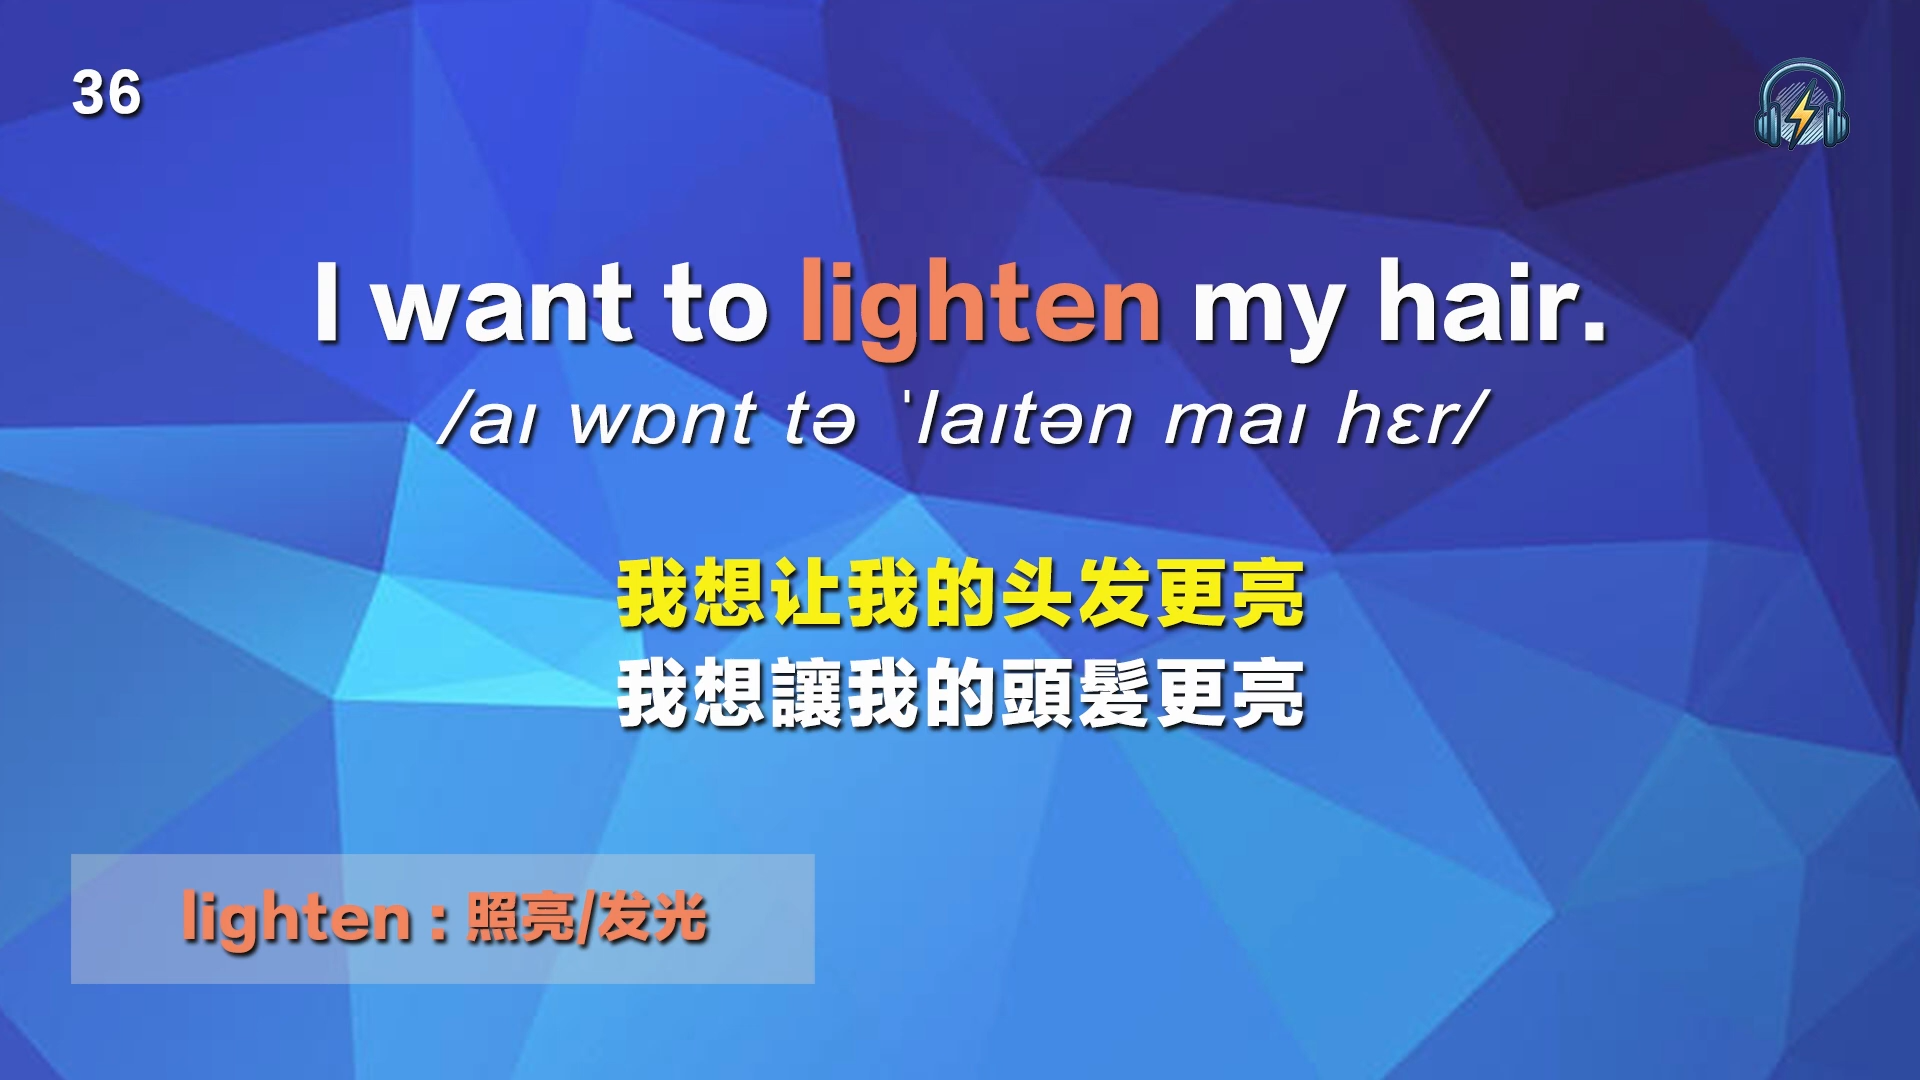 36
I want to lighten my hair.
/aɪ wɒnt tə ˈlaɪtən maɪ hɛr/
我想让我的头发更亮
我想讓我的頭髪更亮
lighten : 照亮/发光